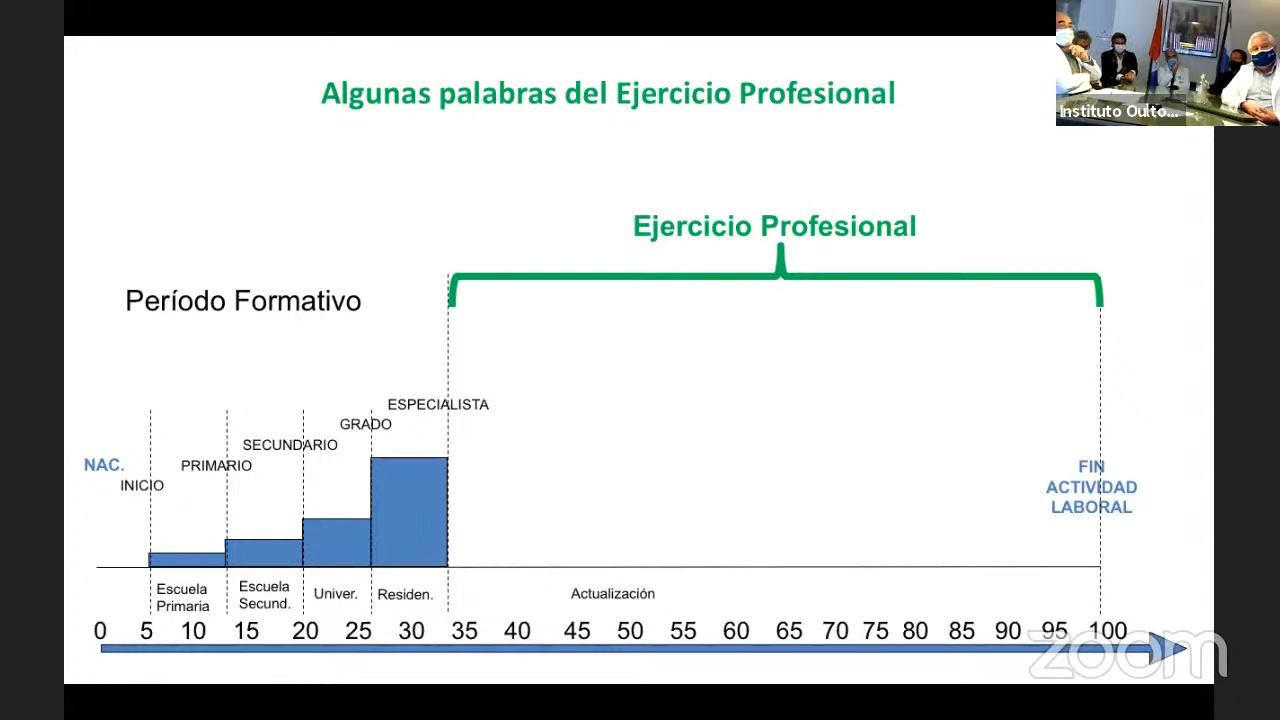 Algunas palabras del Ejercicio Profesional
Instituto Oulto...
Ejercicio Profesional
Período Formativo
ESPECIALISTA
GRADO
SECUNDARIO
PRIMARIO
NAC.
INICIO
FIN
ACTIVIDAD
LABORAL
Escuela
Primaria
Escuela
Secund.
Univer.
Residen.
Actualización
0 5 10 15 20 25 30 35 40 45 50 55 60 65 70 75 80 85 90 95 100
zoom